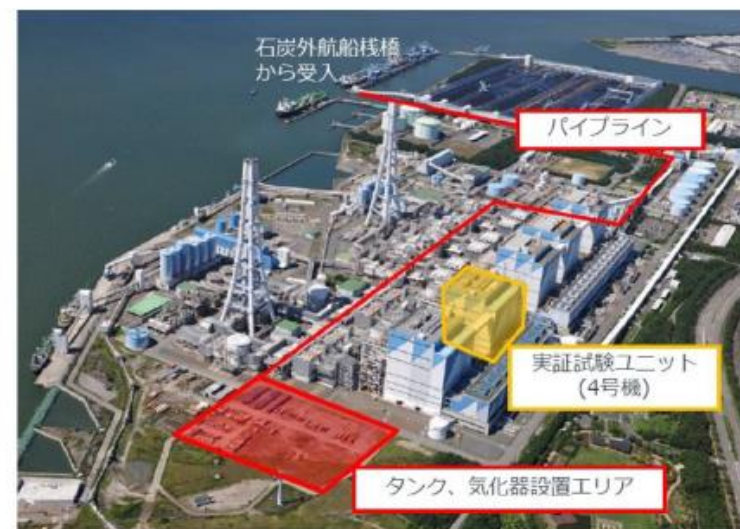 石炭外航船桟橋
から受入
パイプライン
実証試験ユニット
(4号機)
タンク、気化器設置エリア